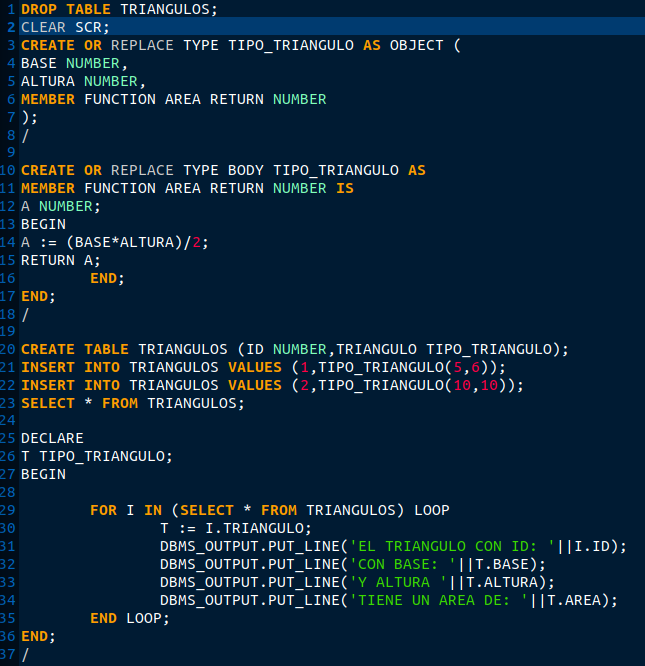 1 DROP TABLE TRIANGULOS;
2 CLEAR SCR;
3 CREATE OR REPLACE TYPE TIPO_TRIANGULO AS OBJECT (
4 BASE NUMBER,
5 ALTURA NUMBER,
6 MEMBER FUNCTION AREA RETURN NUMBER
7 );
8 /
9
10 CREATE OR REPLACE TYPE BODY TIPO_TRIANGULO AS
11 MEMBER FUNCTION AREA RETURN NUMBER IS
12 A NUMBER;
13 BEGIN
14 A := (BASE*ALTURA)/2;
15 RETURN A;
16         END;
17 END;
18 /
19
20 CREATE TABLE TRIANGULOS (ID NUMBER,TRIANGULO TIPO_TRIANGULO);
21 INSERT INTO TRIANGULOS VALUES (1,TIPO_TRIANGULO(5,6));
22 INSERT INTO TRIANGULOS VALUES (2,TIPO_TRIANGULO(10,10));
23 SELECT * FROM TRIANGULOS;
24
25 DECLARE
26 T TIPO_TRIANGULO;
27 BEGIN
28
29         FOR I IN (SELECT * FROM TRIANGULOS) LOOP
30                 T := I.TRIANGULO;
31                 DBMS_OUTPUT.PUT_LINE('EL TRIANGULO CON ID: '||I.ID);
32                 DBMS_OUTPUT.PUT_LINE('CON BASE: '||T.BASE);
33                 DBMS_OUTPUT.PUT_LINE('Y ALTURA '||T.ALTURA);
34                 DBMS_OUTPUT.PUT_LINE('TIENE UN AREA DE: '||T.AREA);
35         END LOOP;
36 END;
37 /